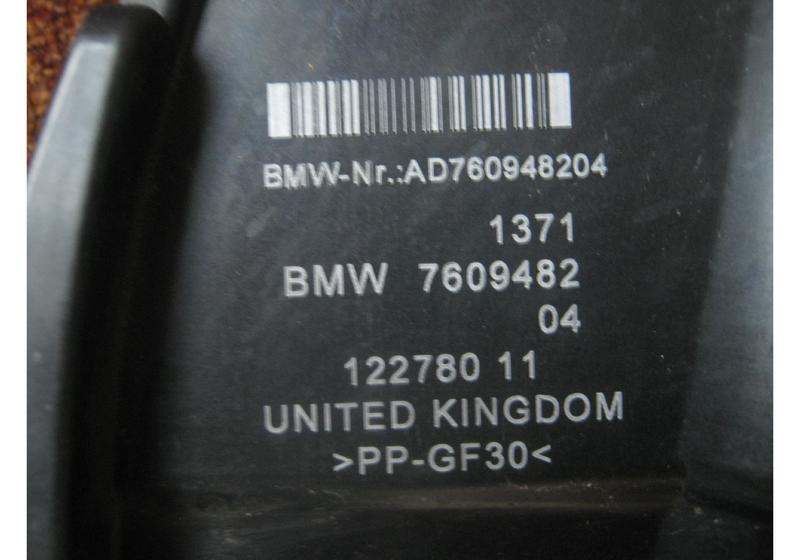 BMW-Nr.:AD760948204
1371
BMW 7609482
04
122780 11
UNITED KINGDOM
>PP-GF30<